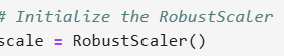 # Initialize the RobustScaler
scale = RobustScaler()